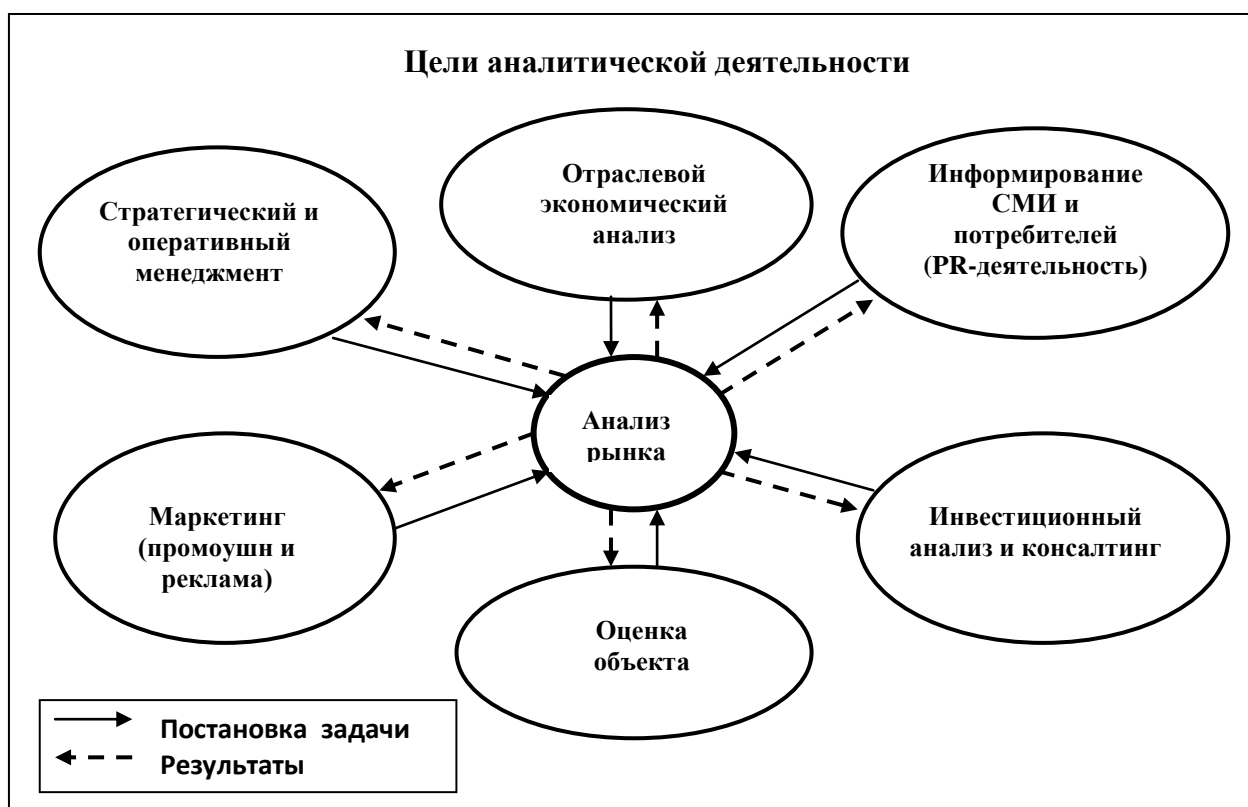 Цели аналитической деятельности
Стратегический и
оперативный
менеджмент
Отраслевой
экономический
анализ
Информирование
СМИ и
потребителей
(PR-деятельность)
Анализ
рынка
Маркетинг
(промоушн и
реклама)
Оценка
объекта
Инвестиционный
анализ и консалтинг
Постановка задачи
Результаты